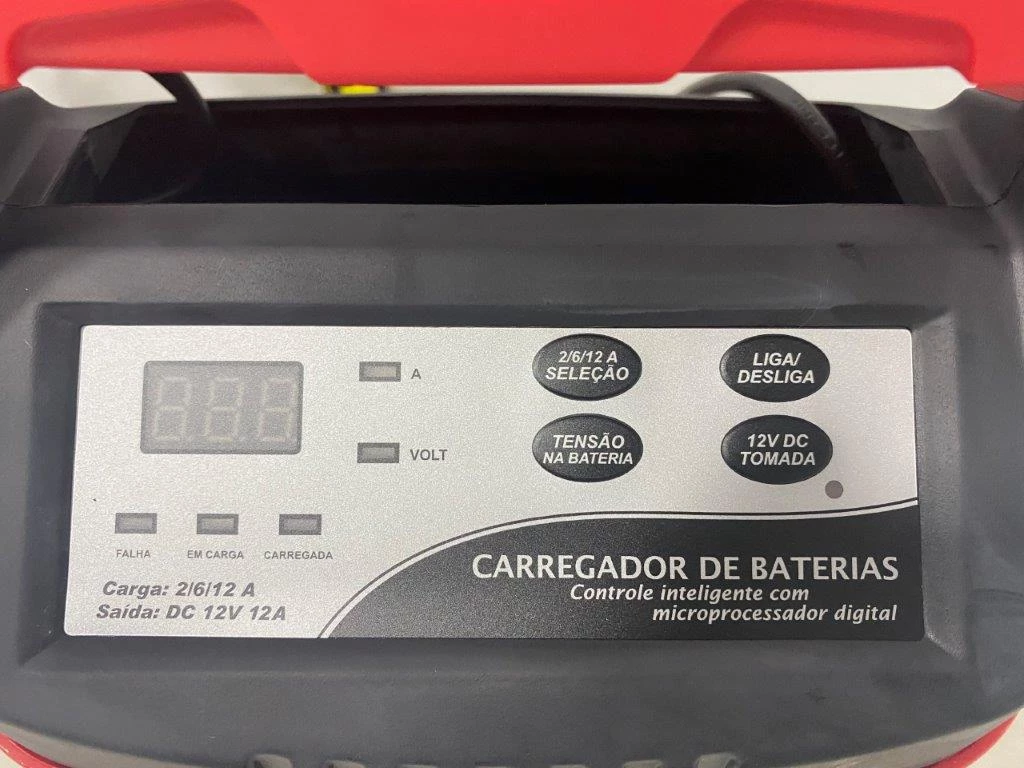 A
VOLT
FALHA
EM CARGA
CARREGADA
Carga: 2/6/12 A
Saída: DC 12V 12A
2/6/12 A
SELEÇÃO
LIGA/
DESLIGA
TENSÃO
NA BATERIA
12V DC
TOMADA
CARREGADOR DE BATERIAS
Controle inteligente com
microprocessador digital